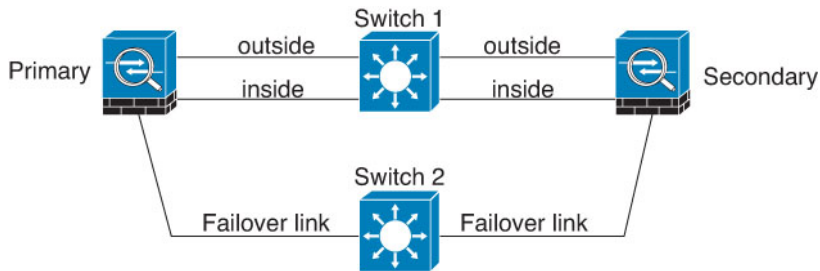 Switch 1
outside outside
Primary Secondary
inside inside
Switch 2
Failover link Failover link